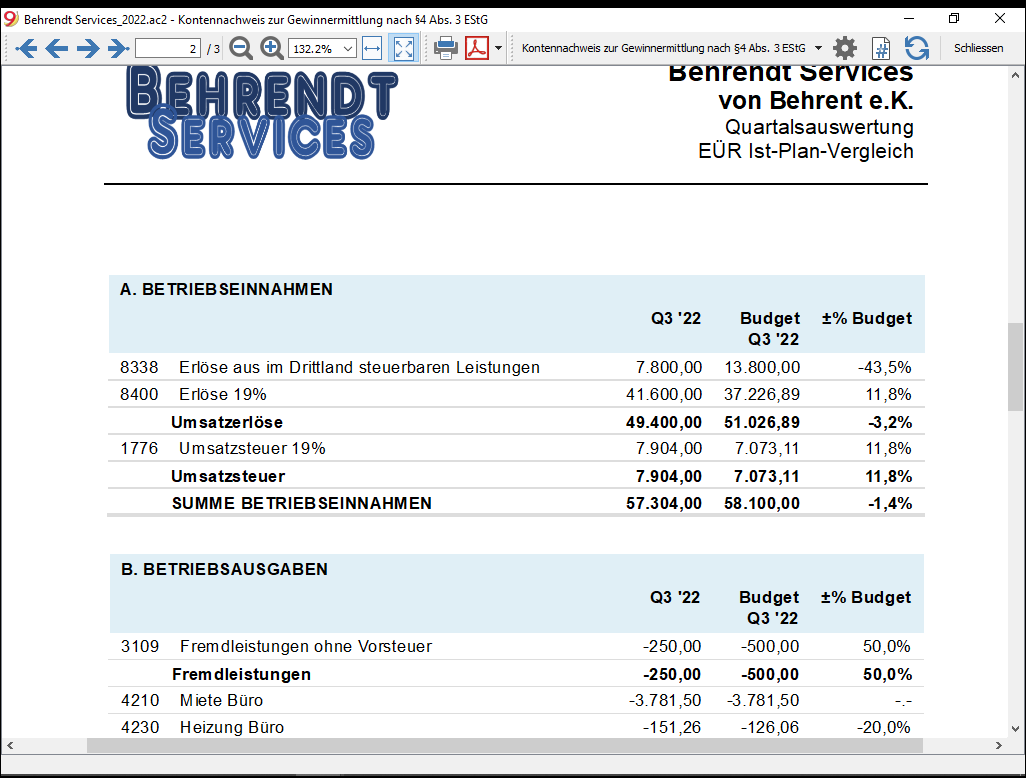 Behrendt Services_2022.ac2 - Kontennachweis zur Gewinnermittlung nach §4 Abs. 3 EStG
2 / 3 132.2% Kontennachweis zur Gewinnermittlung nach §4 Abs. 3 EStG Schliessen
BEHRENDT
SERVICES
Behrendt Services
von Behrent e.K.
Quartalsauswertung
EÜR Ist-Plan-Vergleich
A. BETRIEBSEINNAHMEN
Q3 '22 Budget ±% Budget
Q3 '22
8338 Erlöse aus im Drittland steuerbaren Leistungen 7.800,00 13.800,00 -43,5%
8400 Erlöse 19% 41.600,00 37.226,89 11,8%
Umsatzerlöse 49.400,00 51.026,89 -3,2%
1776 Umsatzsteuer 19% 7.904,00 7.073,11 11,8%
Umsatzsteuer 7.904,00 7.073,11 11,8%
SUMME BETRIEBSEINNAHMEN 57.304,00 58.100,00 -1,4%
B. BETRIEBSAUSGABEN
Q3 '22 Budget ±% Budget
Q3 '22
3109 Fremdleistungen ohne Vorsteuer -250,00 -500,00 50,0%
Fremdleistungen -250,00 -500,00 50,0%
4210 Miete Büro -3.781,50 -3.781,50 -.-
4230 Heizung Büro -151,26 -126,06 -20,0%